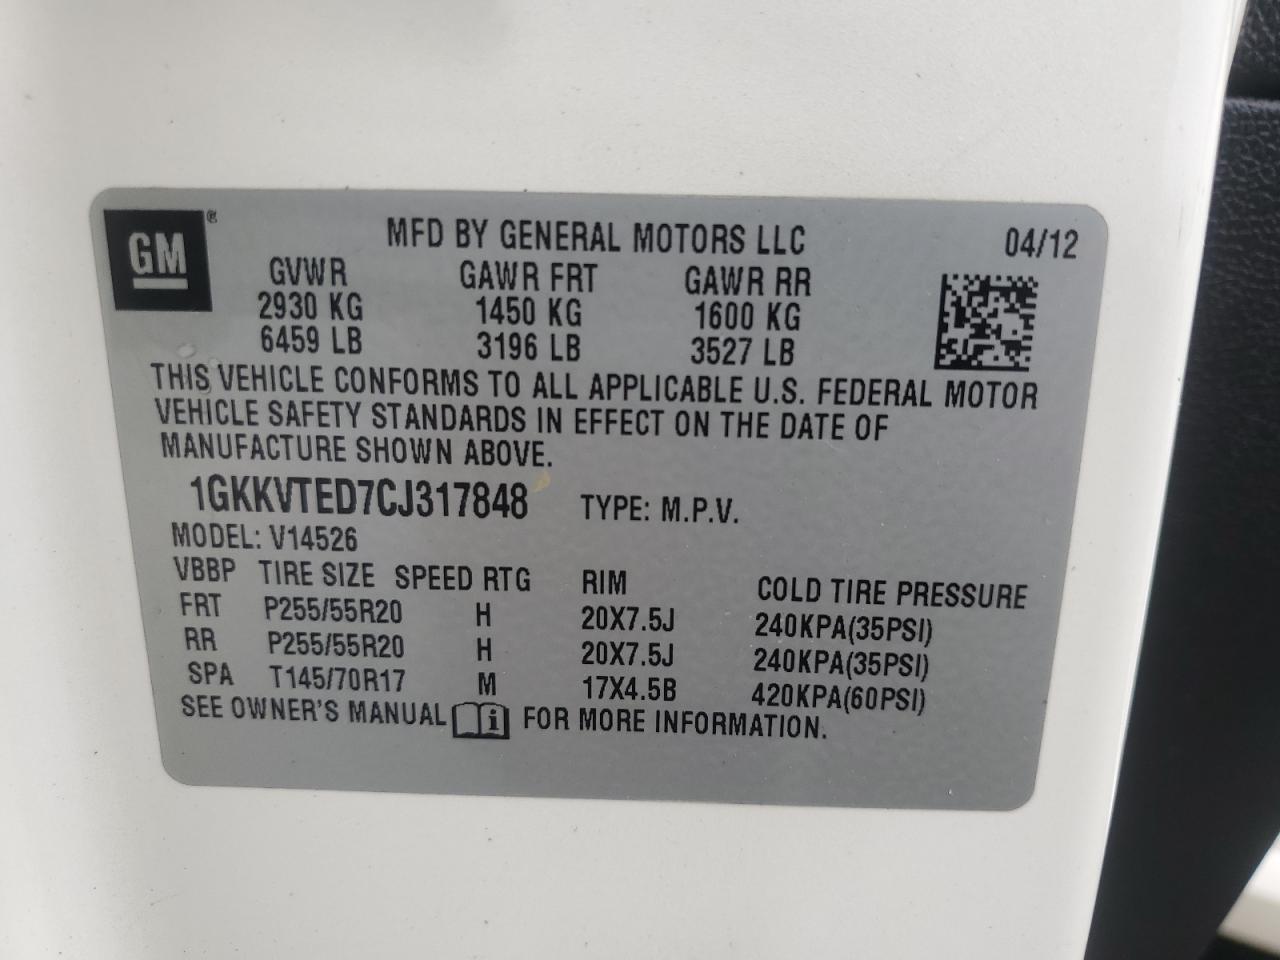 GM®
MFD BY GENERAL MOTORS LLC 04/12
GVWR GAWR FRT GAWR RR
2930 KG 1450 KG 1600 KG
6459 LB 3196 LB 3527 LB
THIS VEHICLE CONFORMS TO ALL APPLICABLE U.S. FEDERAL MOTOR
VEHICLE SAFETY STANDARDS IN EFFECT ON THE DATE OF
MANUFACTURE SHOWN ABOVE.
1GKKVTED7CJ317848 TYPE: M.P.V.
MODEL: V14526
VBBP TIRE SIZE SPEED RTG RIM COLD TIRE PRESSURE
FRT P255/55R20 H 20X7.5J 240KPA(35PSI)
RR P255/55R20 H 20X7.5J 240KPA(35PSI)
SPA T145/70R17 M 17X4.5B 420KPA(60PSI)
SEE OWNER'S MANUAL i FOR MORE INFORMATION.